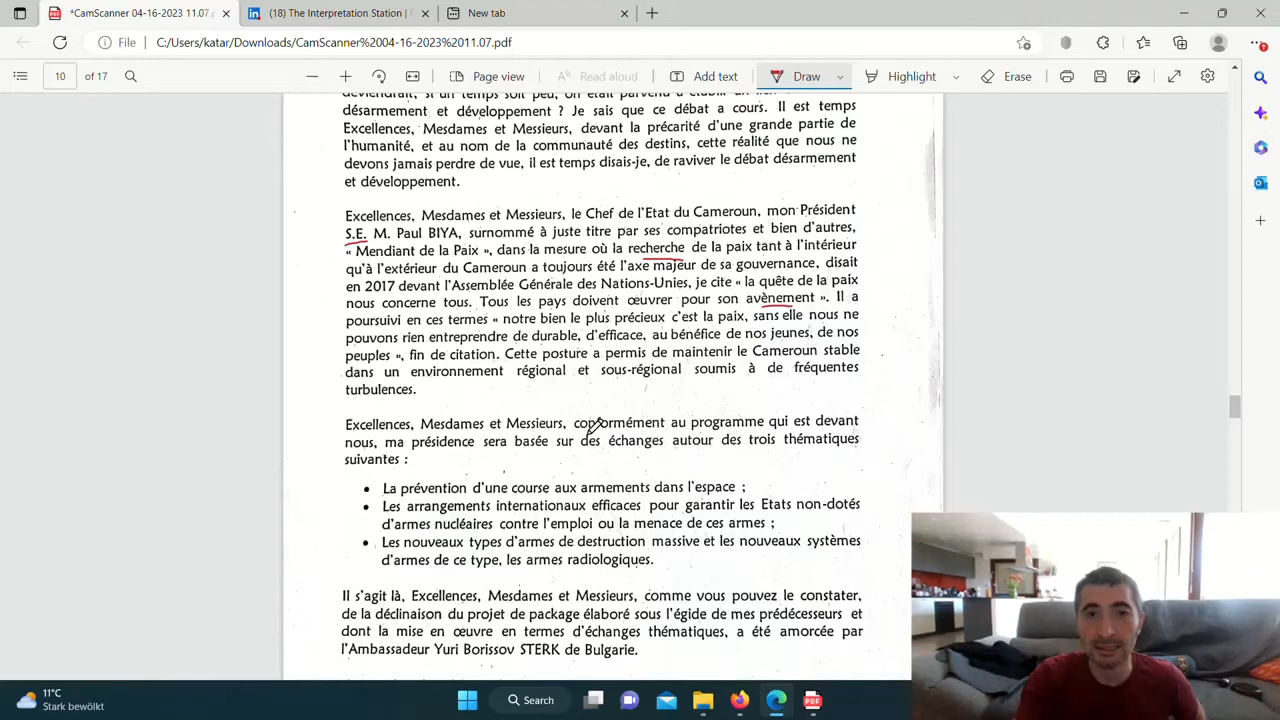 *CamScanner 04-16-2023 11.07.p
(18) The Interpretation Station |
New tab
File
C:/Users/katar/Downloads/CamScanner%2004-16-2023%2011.07.pdf
10 of 17
Page view
Read aloud
Add text
Draw
Highlight
Erase
deviendrait, si un temps soit peu, on était parvenu à établir un lien
désarmement et développement ? Je sais que ce débat a cours. Il est temps
Excellences, Mesdames et Messieurs, devant la précarité d'une grande partie de
l'humanité, et au nom de la communauté des destins, cette réalité que nous ne
devons jamais perdre de vue, il est temps disais-je, de raviver le débat désarmement
et développement.
Excellences, Mesdames et Messieurs, le Chef de l'Etat du Cameroun, mon Président
S.E. M. Paul BIYA, surnommé à juste titre par ses compatriotes et bien d'autres,
« Mendiant de la Paix », dans la mesure où la recherche de la paix tant à l'intérieur
qu'à l'extérieur du Cameroun a toujours été l'axe majeur de sa gouvernance, disait
en 2017 devant l'Assemblée Générale des Nations-Unies, je cite « la quête de la paix
nous concerne tous. Tous les pays doivent œuvrer pour son avènement ». Il a
poursuivi en ces termes « notre bien le plus précieux c'est la paix, sans elle nous ne
pouvons rien entreprendre de durable, d'efficace, au bénéfice de nos jeunes, de nos
peuples », fin de citation. Cette posture a permis de maintenir le Cameroun stable
dans un environnement régional et sous-régional soumis à de fréquentes
turbulences.
Excellences, Mesdames et Messieurs, conformément au programme qui est devant
nous, ma présidence sera basée sur des échanges autour des trois thématiques
suivantes :
• La prévention d'une course aux armements dans l'espace ;
• Les arrangements internationaux efficaces pour garantir les Etats non-dotés
d'armes nucléaires contre l'emploi ou la menace de ces armes ;
• Les nouveaux types d'armes de destruction massive et les nouveaux systèmes
d'armes de ce type, les armes radiologiques.
Il s'agit là, Excellences, Mesdames et Messieurs, comme vous pouvez le constater,
de la déclinaison du projet de package élaboré sous l'égide de mes prédécesseurs et
dont la mise en œuvre en termes d'échanges thématiques, a été amorcée par
l'Ambassadeur Yuri Borissov STERK de Bulgarie.
11°C
Stark bewölkt
Search